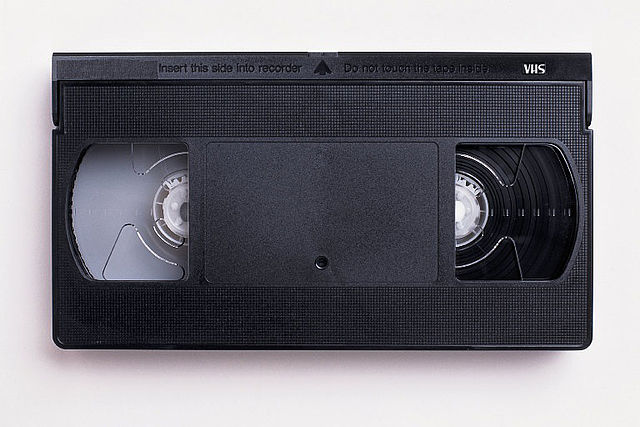 Insert this side into recorder Do not touch the tape inside VHS